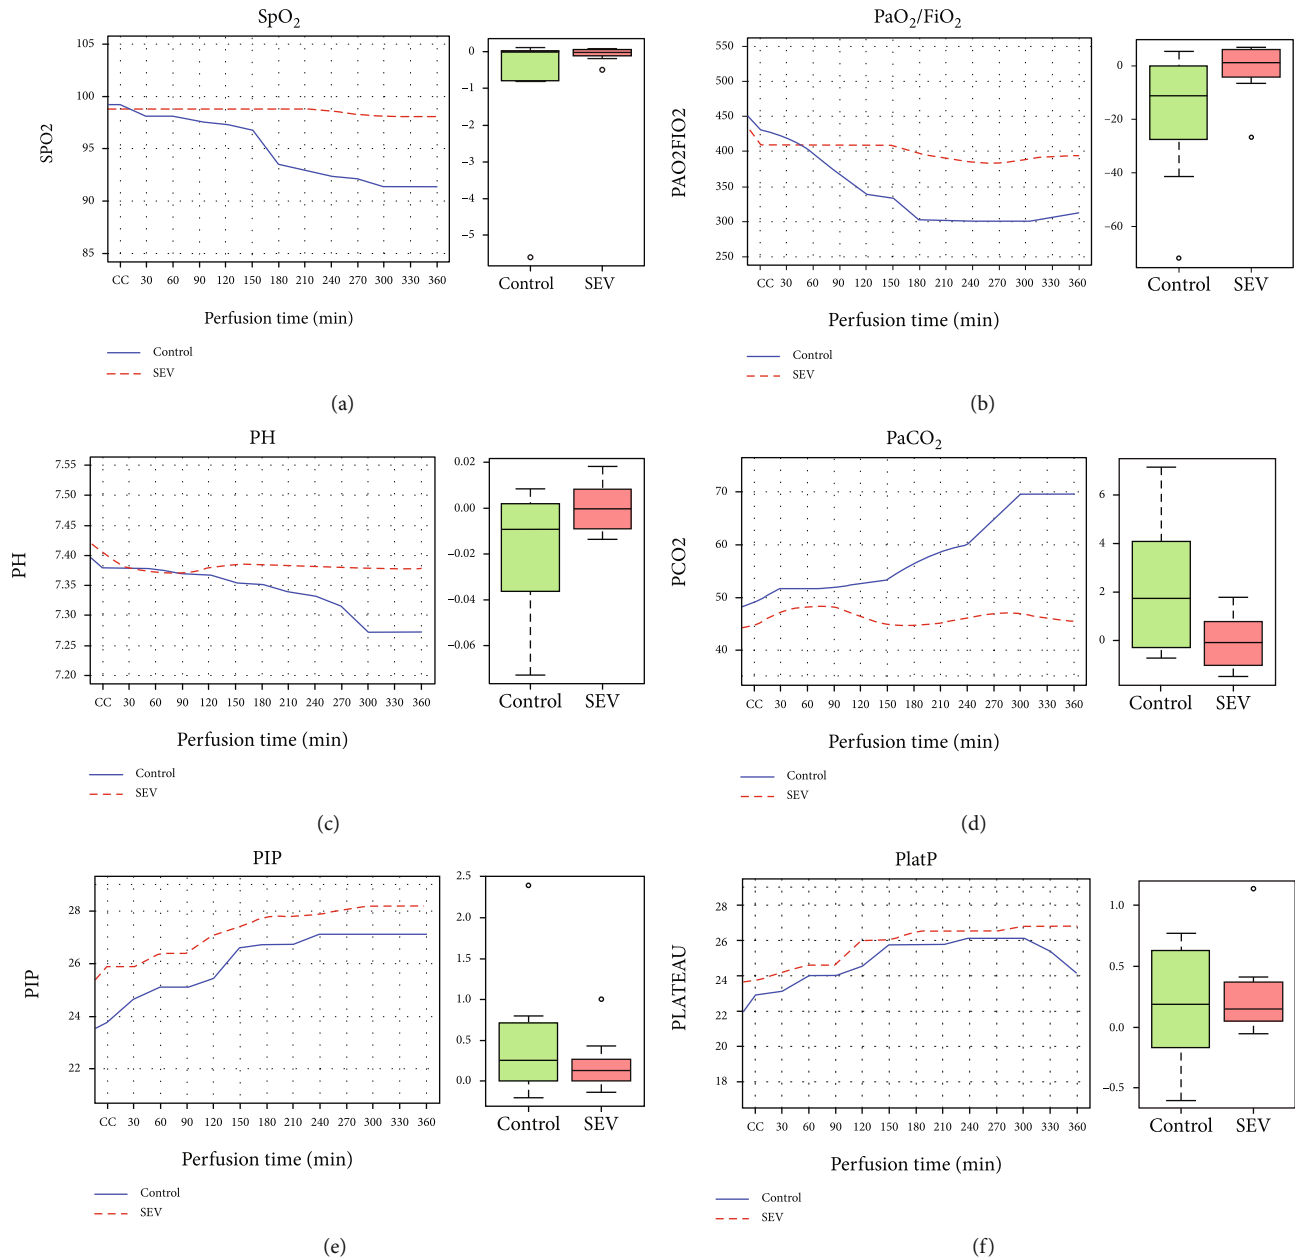 SpO2
105
100
95
90
85
SPO2
CC 30 60 90 120 150 180 210 240 270 300 330 360
Perfusion time (min)
Control
SEV
0
−1
−2
−3
−4
−5
Control SEV
(a)
PaO2/FiO2
550
500
450
400
350
300
250
PAO2FIO2
CC 30 60 90 120 150 180 210 240 270 300 330 360
Perfusion time (min)
Control
SEV
0
−20
−40
−60
Control SEV
(b)
PH
7.55
7.50
7.45
7.40
7.35
7.30
7.25
7.20
PH
CC 30 60 90 120 150 180 210 240 270 300 330 360
Perfusion time (min)
Control
SEV
0.02
0.00
−0.02
−0.04
−0.06
Control SEV
(c)
PaCO2
70
60
50
40
PCO2
CC 30 60 90 120 150 180 210 240 270 300 330 360
Perfusion time (min)
Control
SEV
6
4
2
0
Control SEV
(d)
PIP
28
26
24
22
PIP
CC 30 60 90 120 150 180 210 240 270 300 330 360
Perfusion time (min)
Control
SEV
2.5
2.0
1.5
1.0
0.5
0.0
Control SEV
(e)
PlatP
28
26
24
22
20
18
PLATEAU
CC 30 60 90 120 150 180 210 240 270 300 330 360
Perfusion time (min)
Control
SEV
1.0
0.5
0.0
−0.5
Control SEV
(f)